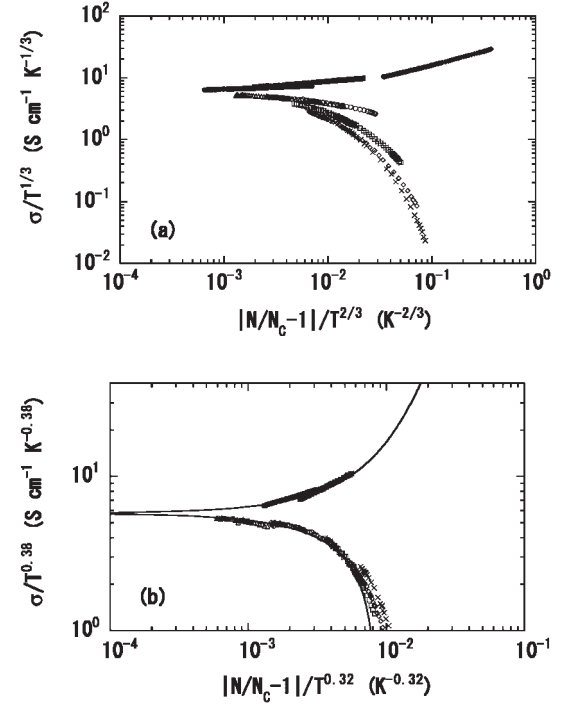 10²
10¹
10⁰
10⁻¹
10⁻²
σ/T^1/3 (S cm⁻¹ K^-1/3)
(a)
10⁻⁴ 10⁻³ 10⁻² 10⁻¹ 10⁰
|N/N_C-1|/T^2/3 (K^-2/3)
10¹
10⁰
σ/T^0.38 (S cm⁻¹ K^-0.38)
(b)
10⁻⁴ 10⁻³ 10⁻² 10⁻¹
|N/N_C-1|/T^0.32 (K^-0.32)